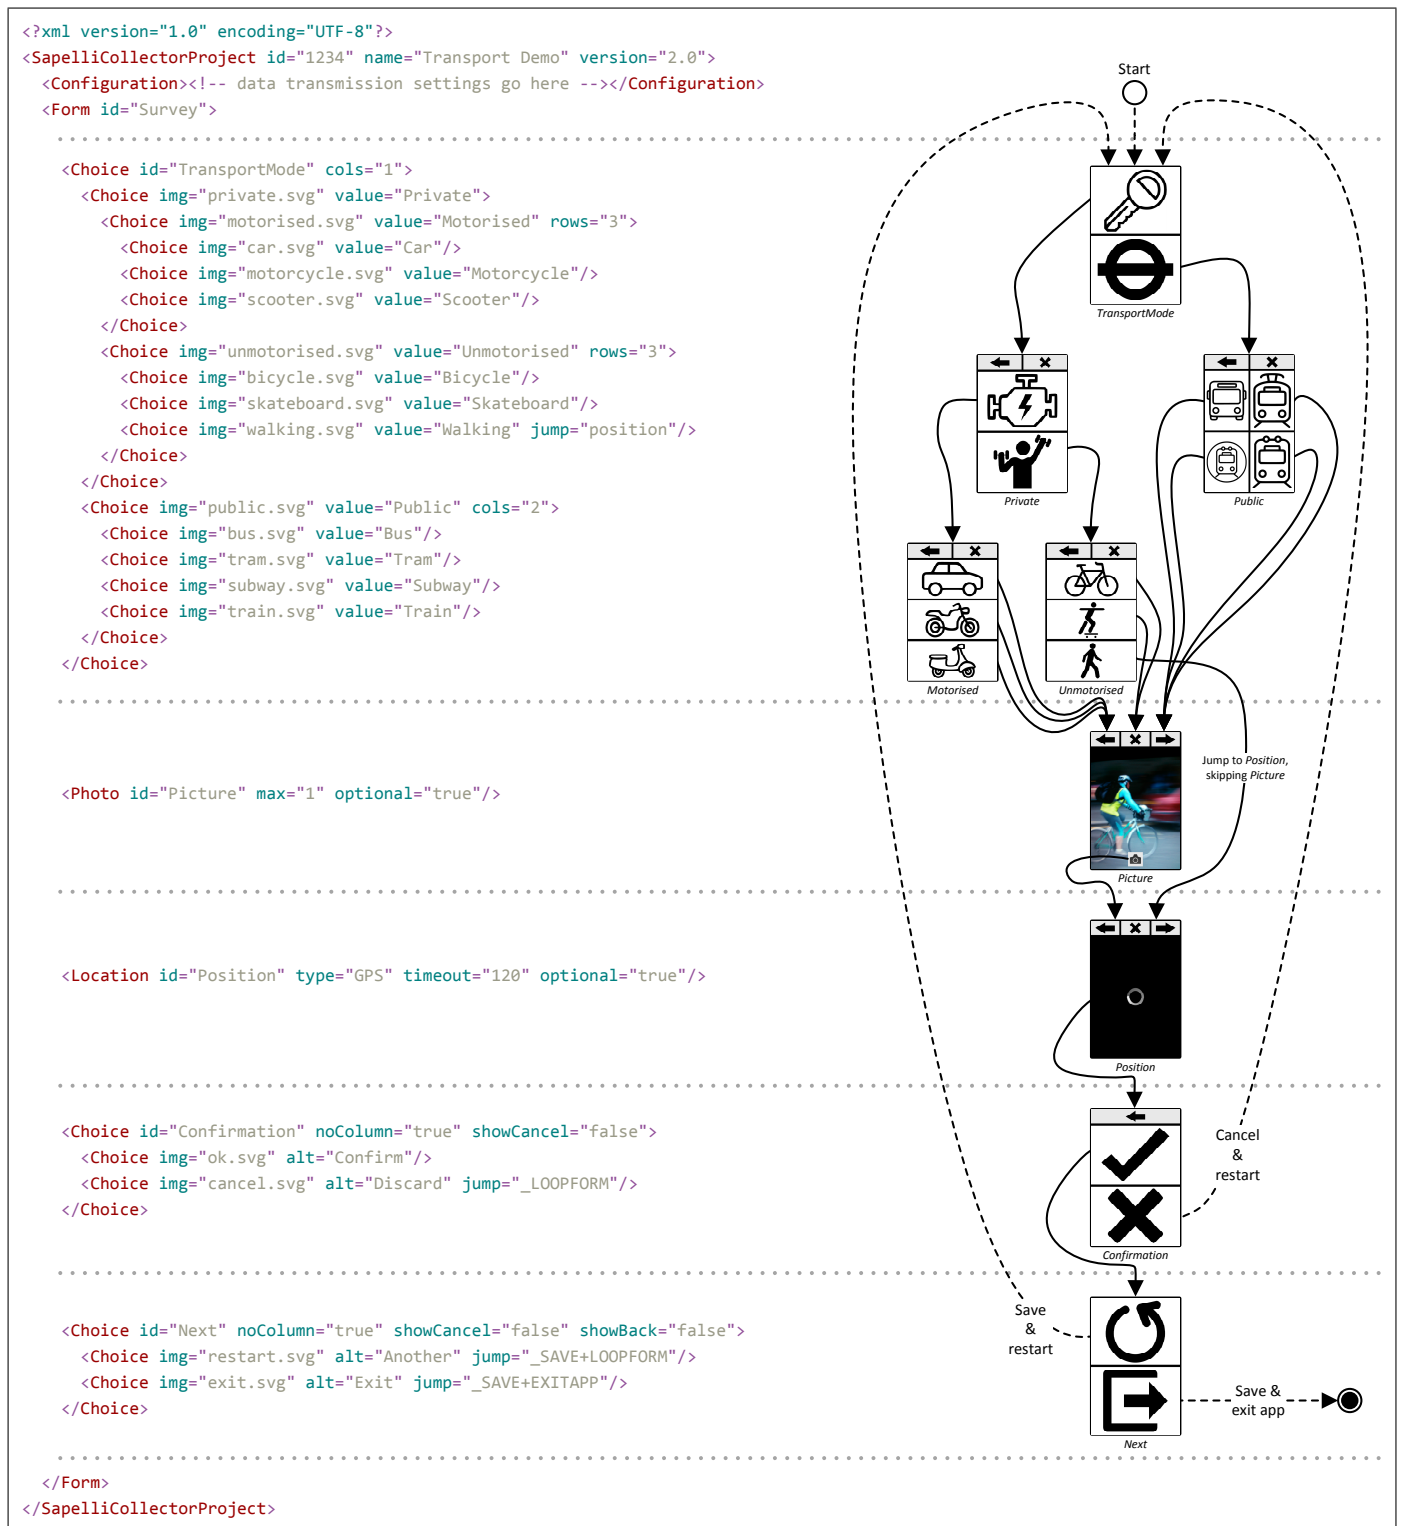 <?xml version="1.0" encoding="UTF-8"?>
<SapelliCollectorProject id="1234" name="Transport Demo" version="2.0">
<Configuration><!-- data transmission settings go here --></Configuration>
<Form id="Survey">
<Choice id="TransportMode" cols="1">
<Choice img="private.svg" value="Private">
<Choice img="motorised.svg" value="Motorised" rows="3">
<Choice img="car.svg" value="Car"/>
<Choice img="motorcycle.svg" value="Motorcycle"/>
<Choice img="scooter.svg" value="Scooter"/>
</Choice>
<Choice img="unmotorised.svg" value="Unmotorised" rows="3">
<Choice img="bicycle.svg" value="Bicycle"/>
<Choice img="skateboard.svg" value="Skateboard"/>
<Choice img="walking.svg" value="Walking" jump="position"/>
</Choice>
</Choice>
<Choice img="public.svg" value="Public" cols="2">
<Choice img="bus.svg" value="Bus"/>
<Choice img="tram.svg" value="Tram"/>
<Choice img="subway.svg" value="Subway"/>
<Choice img="train.svg" value="Train"/>
</Choice>
</Choice>
<Photo id="Picture" max="1" optional="true"/>
<Location id="Position" type="GPS" timeout="120" optional="true"/>
<Choice id="Confirmation" noColumn="true" showCancel="false">
<Choice img="ok.svg" alt="Confirm"/>
<Choice img="cancel.svg" alt="Discard" jump="_LOOPFORM"/>
</Choice>
<Choice id="Next" noColumn="true" showCancel="false" showBack="false">
<Choice img="restart.svg" alt="Another" jump="_SAVE+LOOPFORM"/>
<Choice img="exit.svg" alt="Exit" jump="_SAVE+EXITAPP"/>
</Choice>
</Form>
</SapelliCollectorProject>
Start
TransportMode
Private
Public
Motorised
Unmotorised
Jump to Position,
skipping Picture
Picture
Position
Cancel
&
restart
Confirmation
Save
&
restart
Save &
exit app
Next